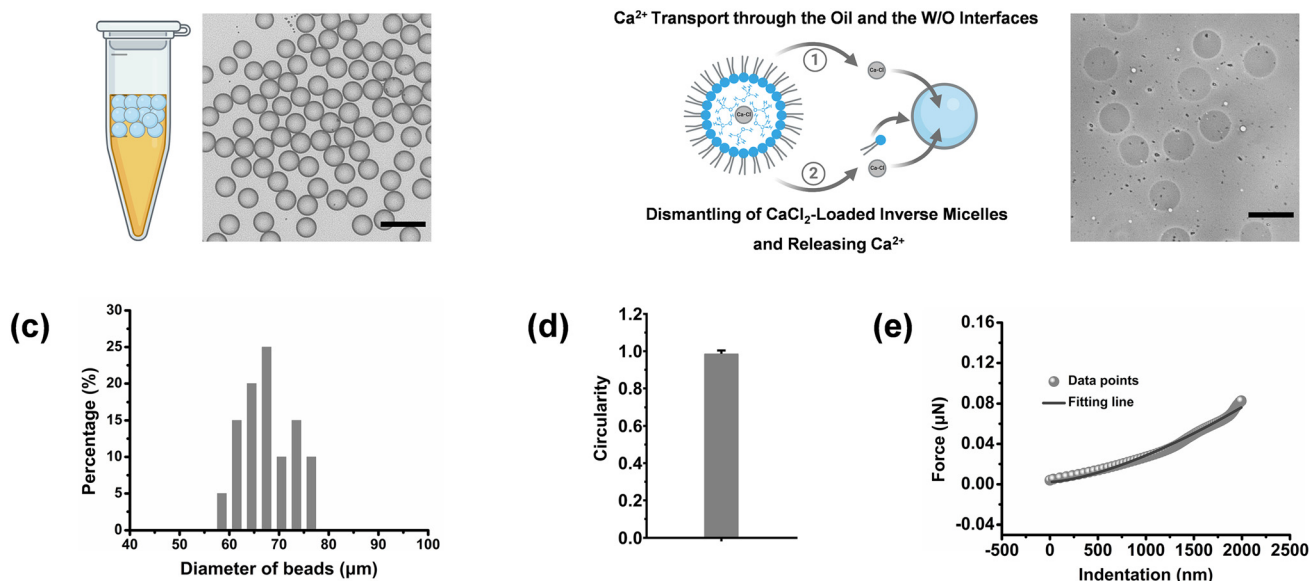 Ca²⁺ Transport through the Oil and the W/O Interfaces
1
Ca-Cl
Ca-Cl
2
Ca-Cl
Dismantling of CaCl₂-Loaded Inverse Micelles
and Releasing Ca²⁺
(c)
Percentage (%)
30
25
20
15
10
5
0
40 50 60 70 80 90 100
Diameter of beads (μm)
(d)
Circularity
1.2
1.0
0.8
0.6
0.4
0.2
0.0
(e)
Force (μN)
0.16
0.12
0.08
0.04
0.00
-0.04
Data points
Fitting line
-500 0 500 1000 1500 2000 2500
Indentation (nm)